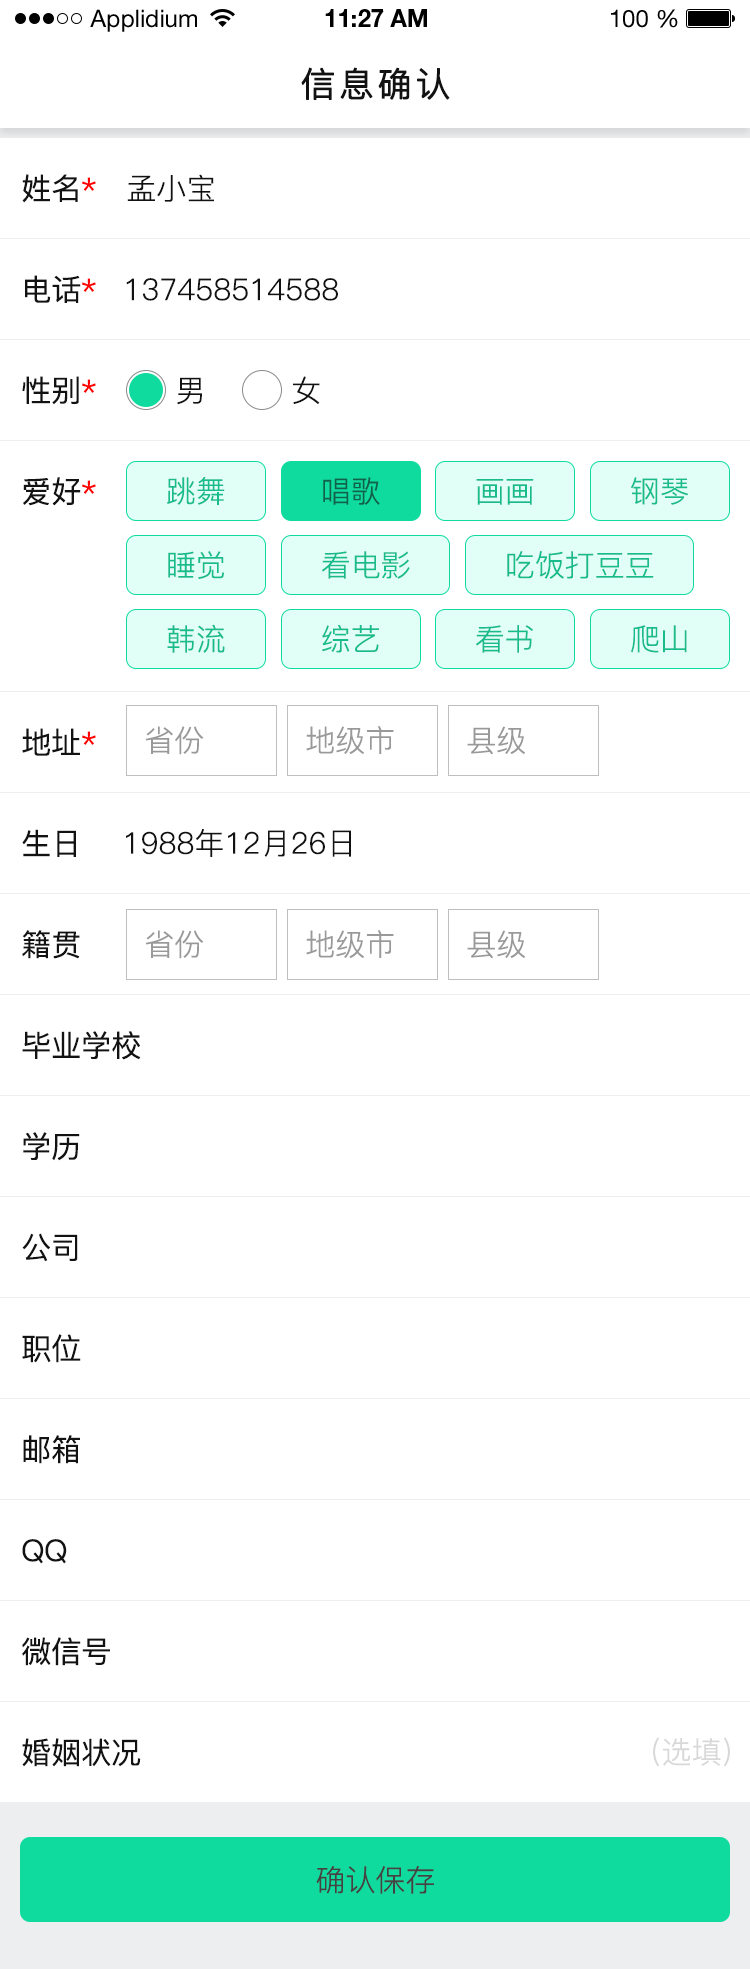 Applidium 11:27 AM 100 %
信息确认
姓名* 孟小宝
电话* 137458514588
性别* 男 女
爱好* 跳舞 唱歌 画画 钢琴
睡觉 看电影 吃饭打豆豆
韩流 综艺 看书 爬山
地址* 省份 地级市 县级
生日 1988年12月26日
籍贯 省份 地级市 县级
毕业学校
学历
公司
职位
邮箱
QQ
微信号
婚姻状况 (选填)
确认保存